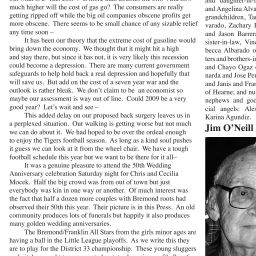 much higher will the cost of gas go?  The consumers are really
getting ripped off while the big oil companies obscene profits get
more obscene.  There seems to be small chance of any sizable relief
any time soon –
It has been our theory that the extreme cost of gasoline would
bring down the economy.  We thought that it might hit a high
and stay there, but since it has not, it is very likely this recession
could become a depression.  There are many current government
safeguards to help hold back a real depression and hopefully that
will save us.  But add on the cost of a seven year war and the
outlook is rather bleak.  We don't claim to be  an economist so
maybe our assessment is way out of line.  Could 2009 be a very
good year?  Let's wait and see –
This added delay on our proposed back surgery leaves us in
a perplexed situation.  Our walking is getting worse but not much
we can do about it.  We had hoped to be over the ordeal enough
to enjoy the Tigers football season.  As long as a kind soul pushes
it guess we can look at it from the wheel chair.  We have a tough
football schedule this year but we want to be there for it all–
It was a genuine pleasure to attend the 50th Wedding
Anniversary celebration Saturday night for Chris and Cecilia
Mocek.  Half the big crowd was from out of town but just
everybody was kin in one way or another.  Of much interest was
the fact that half a dozen more couples with Bremond roots had
observed their 50th this year.  Their picture is in this Press.  An old
community produces lots of funerals but happily it also produces
many golden wedding anniversaries.
The Bremond/Franklin All Stars from the girls minor ages are
having a ball in the Little League playoffs.  As we write this they
are to play for the District 33 championship.  These young sluggers
and Angelina Alva
grandchildren, Ta
varado, Zachary
and Jason Barrer
sister-in-law, Vin
becca Alberado o
ters and brothers-i
and Chayo Ogaz
narda and Jose Per
and Janis and Fran
of Hearne; and nu
nephews and god
cial angels: Ale
Karina Agundiz.
Jim O'Neill